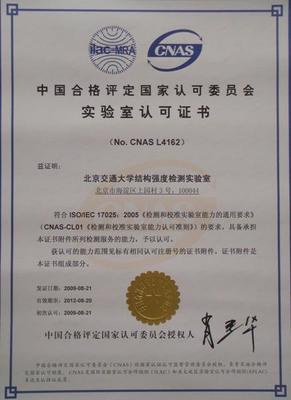 ilac-MRA
CNAS
中国合格评定国家认可委员会
实验室认可证书
(No. CNAS L4162)
兹证明:
北京交通大学结构强度检测实验室
北京市海淀区上园村3号, 100044
符合 ISO/IEC 17025: 2005《检测和校准实验室能力的通用要求》
(CNAS-CL01《检测和校准实验室能力认可准则》)的要求,具备承担
本证书附件所列检测服务的能力,予以认可。
获认可的能力范围见标有相同认可注册号的证书附件,证书附件是
本证书组成部分。
发证日期: 2009-08-21
有效期至: 2012-08-20
初次认可: 2009-08-21
中国合格评定国家认可委员会授权人